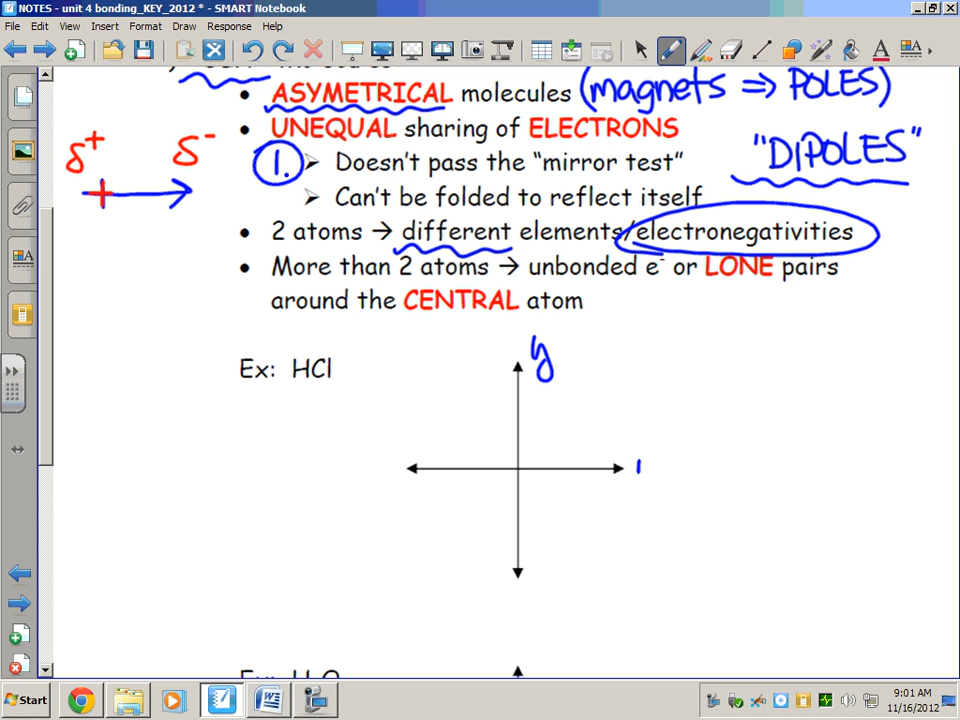 NOTES - unit 4 bonding_KEY_2012 * - SMART Notebook
File Edit View Insert Format Draw Response Help
• ASYMETRICAL molecules (magnets ⇒ POLES)
• UNEQUAL sharing of ELECTRONS
δ+ δ-
"DIPOLES"
1. ➢ Doesn't pass the "mirror test"
➢ Can't be folded to reflect itself
• 2 atoms → different elements/electronegativities
• More than 2 atoms → unbonded e- or LONE pairs
around the CENTRAL atom
y
Ex: HCl
Start
9:01 AM
11/16/2012